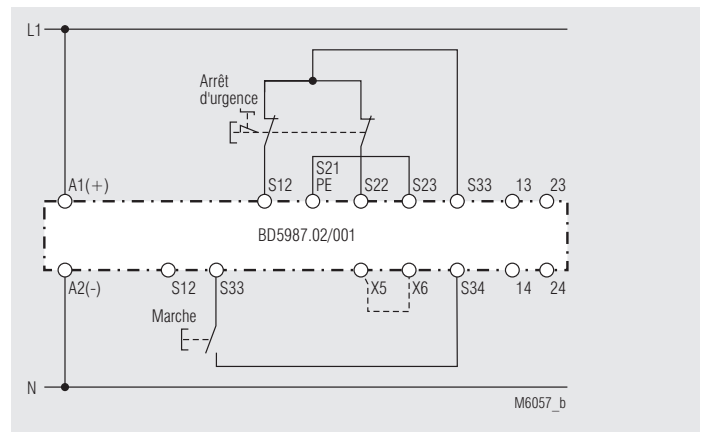 L1
Arrêt
d'urgence
A1(+)
S12
S21
PE
S22
S23
S33
13
23
BD5987.02/001
A2(-)
S12
S33
X5
X6
S34
14
24
Marche
N
M6057_b